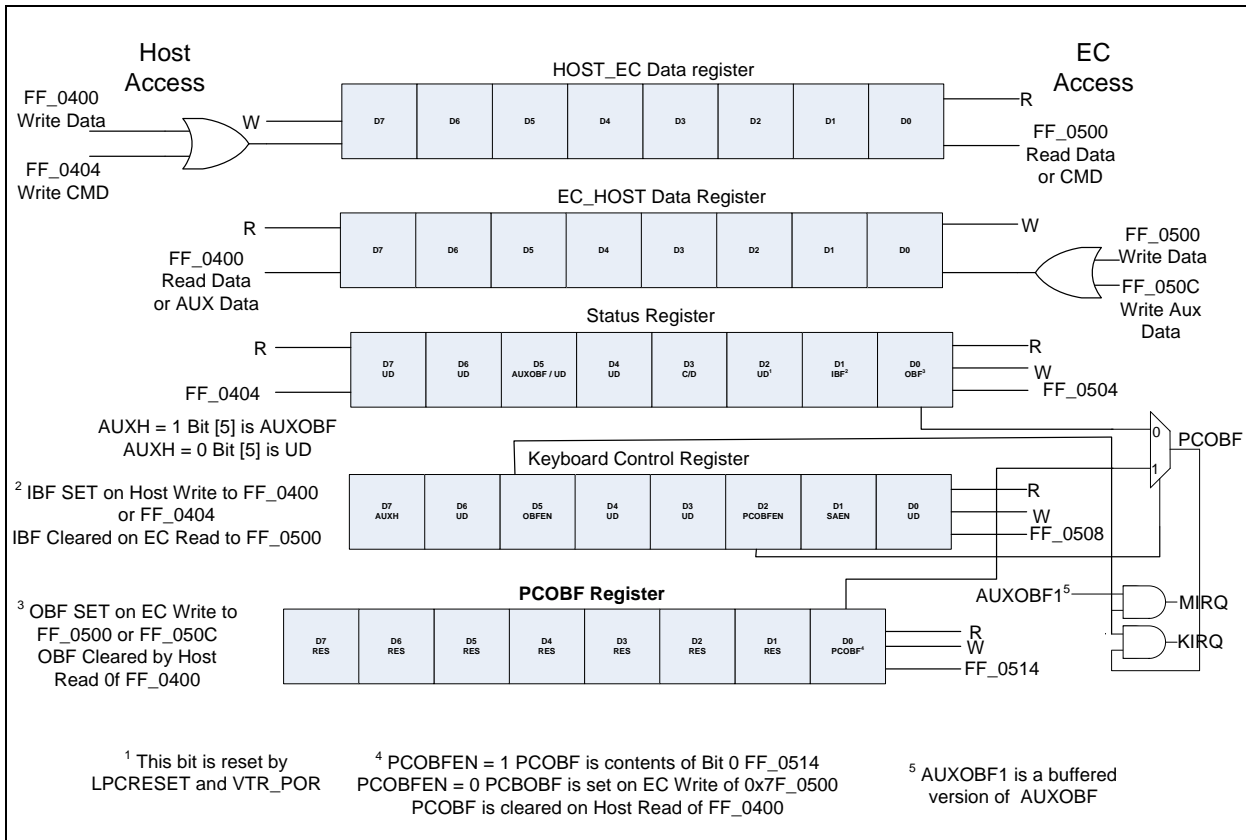 Host
Access
EC
Access
HOST_EC Data register
FF_0400
Write Data
FF_0404
Write CMD
W
D7 D6 D5 D4 D3 D2 D1 D0
R
FF_0500
Read Data
or CMD
EC_HOST Data Register
R
FF_0400
Read Data
or AUX Data
D7 D6 D5 D4 D3 D2 D1 D0
W
FF_0500
Write Data
FF_050C
Write Aux
Data
Status Register
R
FF_0404
D7 D6 D5 D4 D3 D2 D1 D0
UD UD AUXOBF / UD UD C/D UD¹ IBF² OBF³
R
W
FF_0504
AUXH = 1 Bit [5] is AUXOBF
AUXH = 0 Bit [5] is UD
0
1
PCOBF
Keyboard Control Register
² IBF SET on Host Write to FF_0400
or FF_0404
IBF Cleared on EC Read to FF_0500
D7 D6 D5 D4 D3 D2 D1 D0
AUXH UD OBFEN UD UD PCOBFEN SAEN UD
R
W
FF_0508
PCOBF Register
³ OBF SET on EC Write to
FF_0500 or FF_050C
OBF Cleared by Host
Read 0f FF_0400
D7 D6 D5 D4 D3 D2 D1 D0
RES RES RES RES RES RES RES PCOBF⁴
R
W
FF_0514
AUXOBF1⁵
MIRQ
KIRQ
¹ This bit is reset by
LPCRESET and VTR_POR
⁴ PCOBFEN = 1 PCOBF is contents of Bit 0 FF_0514
PCOBFEN = 0 PCBOBF is set on EC Write of 0x7F_0500
PCOBF is cleared on Host Read of FF_0400
⁵ AUXOBF1 is a buffered
version of AUXOBF